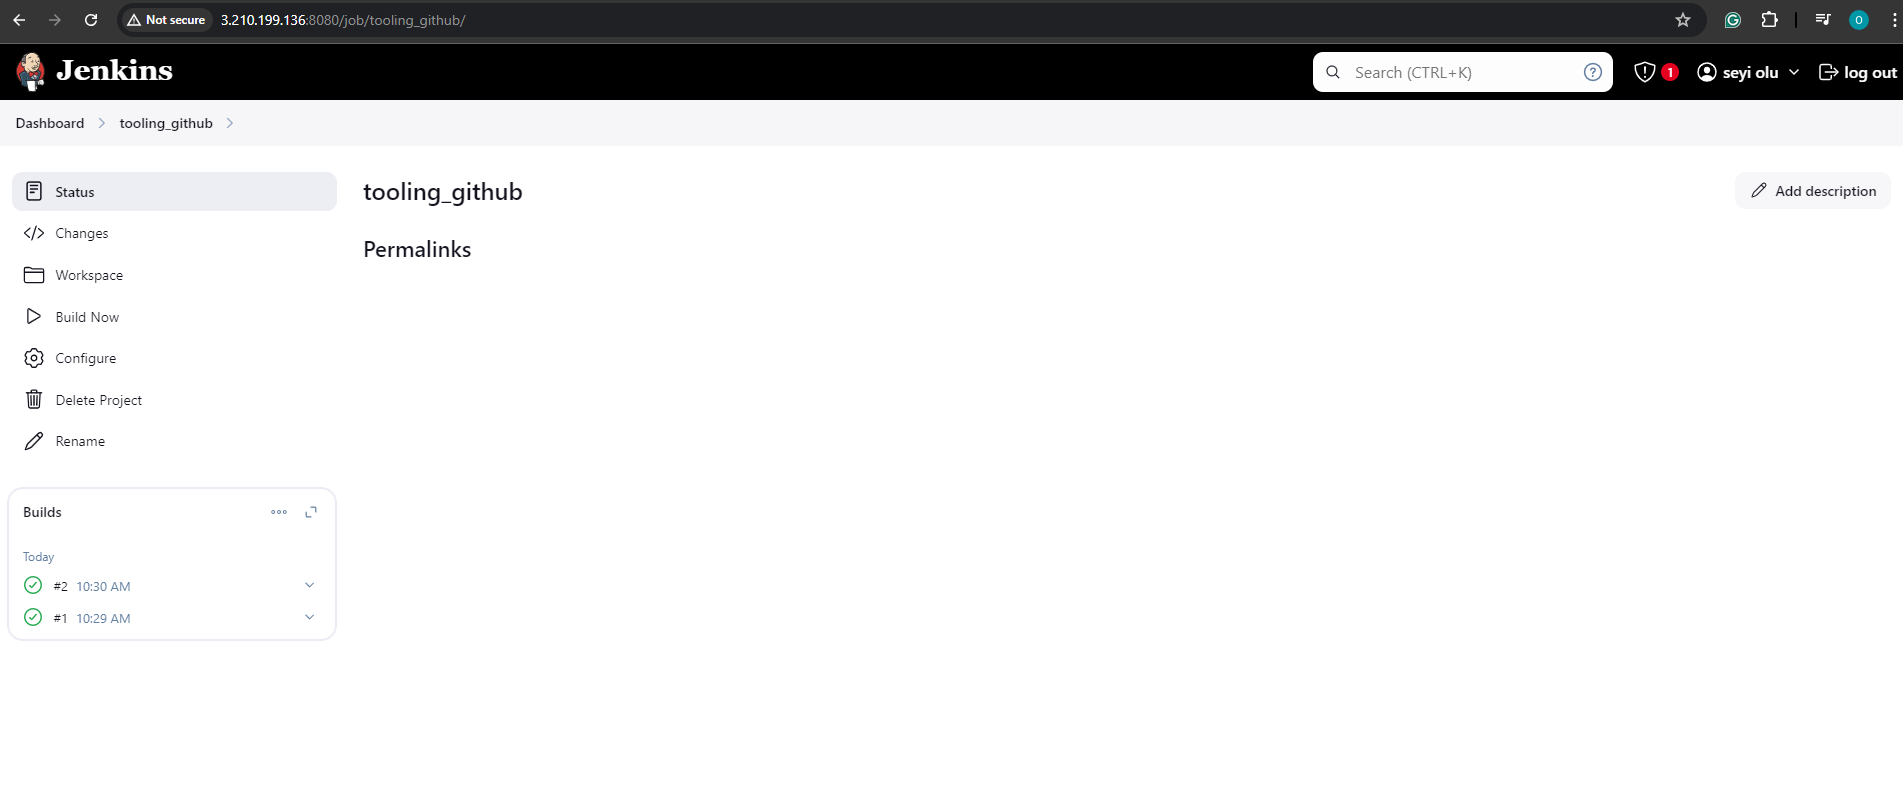 Not secure 3.210.199.136:8080/job/tooling_github/ O
Jenkins Search (CTRL+K) 1 seyi olu log out
Dashboard tooling_github
Status
Changes
Workspace
Build Now
Configure
Delete Project
Rename
tooling_github Add description
Permalinks
Builds
Today
#2 10:30 AM
#1 10:29 AM